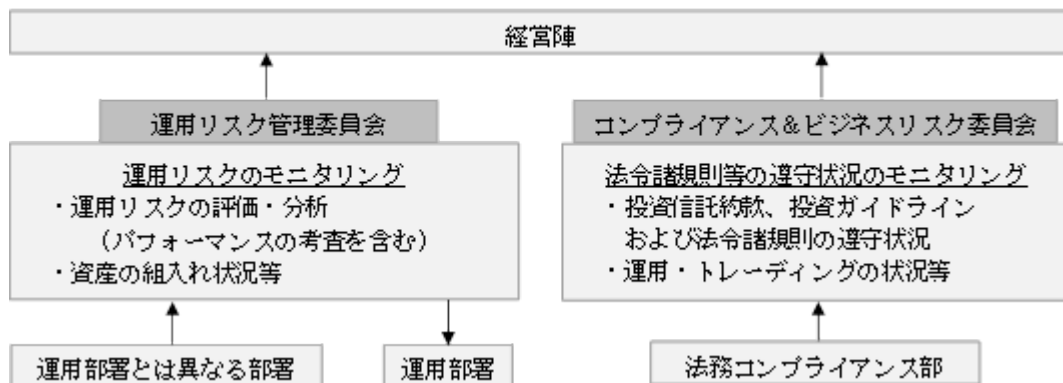 経営陣
運用リスク管理委員会
コンプライアンス&ビジネスリスク委員会
運用リスクのモニタリング
・運用リスクの評価・分析
（パフォーマンスの考査を含む）
・資産の組入れ状況等
法令諸規則等の遵守状況のモニタリング
・投資信託約款、投資ガイドライン
および法令諸規則の遵守状況
・運用・トレーディングの状況等
運用部署とは異なる部署
運用部署
法務コンプライアンス部